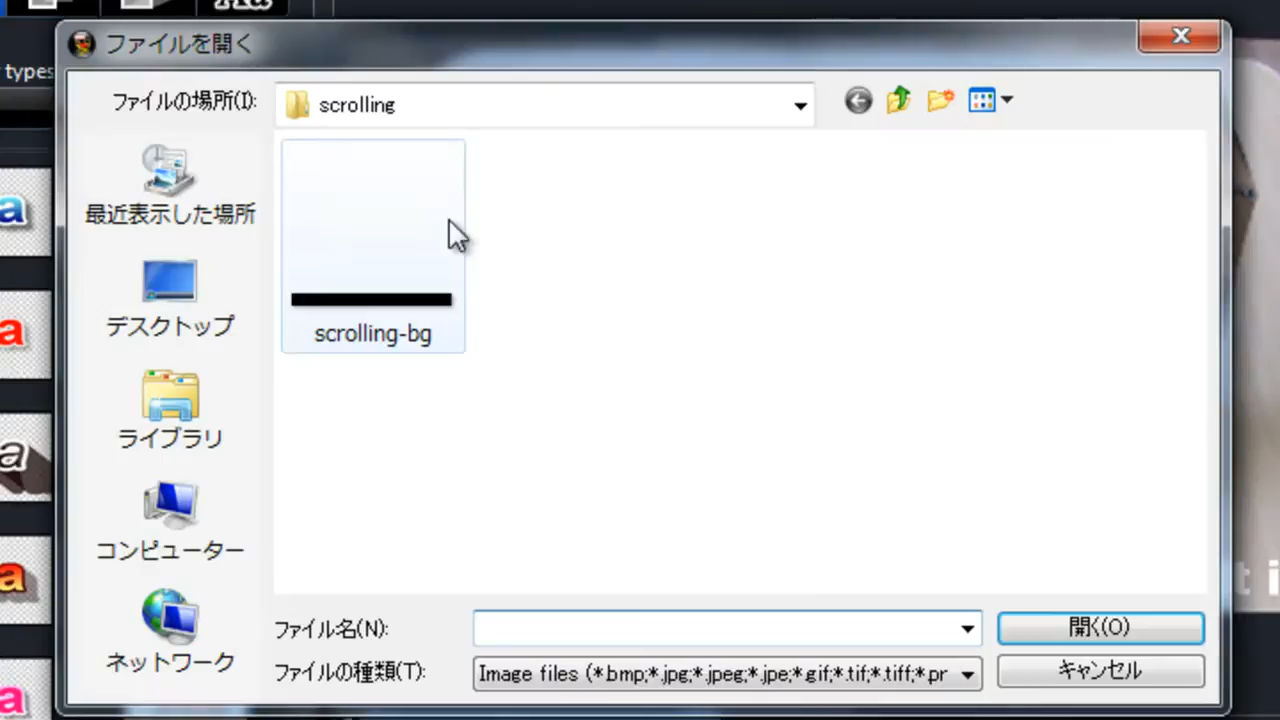 ファイルを開く
types
ファイルの場所(I):
scrolling
最近表示した場所
デスクトップ
ライブラリ
コンピューター
ネットワーク
scrolling-bg
ファイル名(N):
開く(O)
ファイルの種類(T):
Image files (*.bmp;*.jpg;*.jpeg;*.jpe;*.gif;*.tif;*.tiff;*.pr
キャンセル
a
a
a
a
a
t i